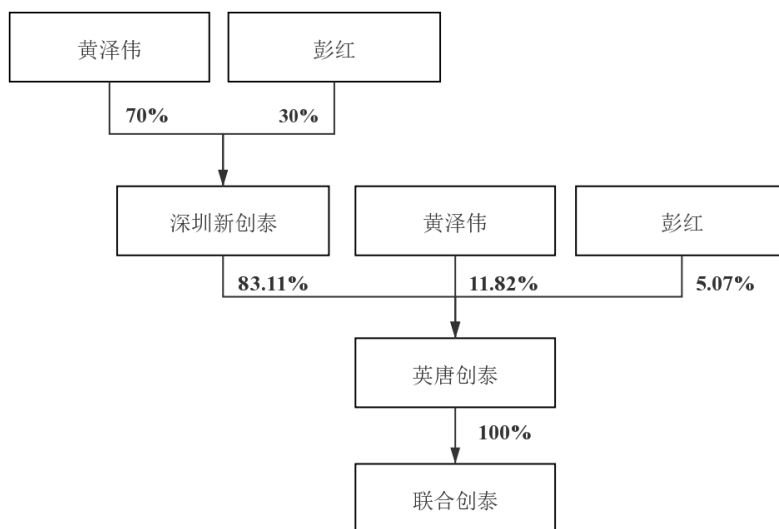 黄泽伟
彭红
70%
30%
深圳新创泰
黄泽伟
彭红
83.11%
11.82%
5.07%
英唐创泰
100%
联合创泰